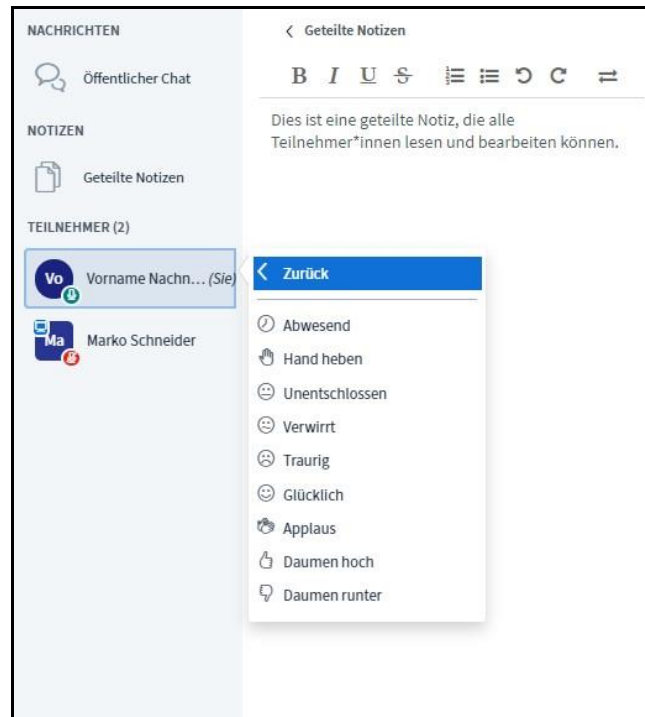 NACHRICHTEN
Öffentlicher Chat
NOTIZEN
Geteilte Notizen
TEILNEHMER (2)
Vo
Vorname Nachn... (Sie)
Ma
Marko Schneider
Geteilte Notizen
B I U S
Dies ist eine geteilte Notiz, die alle
Teilnehmer*innen lesen und bearbeiten können.
Zurück
Abwesend
Hand heben
Unentschlossen
Verwirrt
Traurig
Glücklich
Applaus
Daumen hoch
Daumen runter